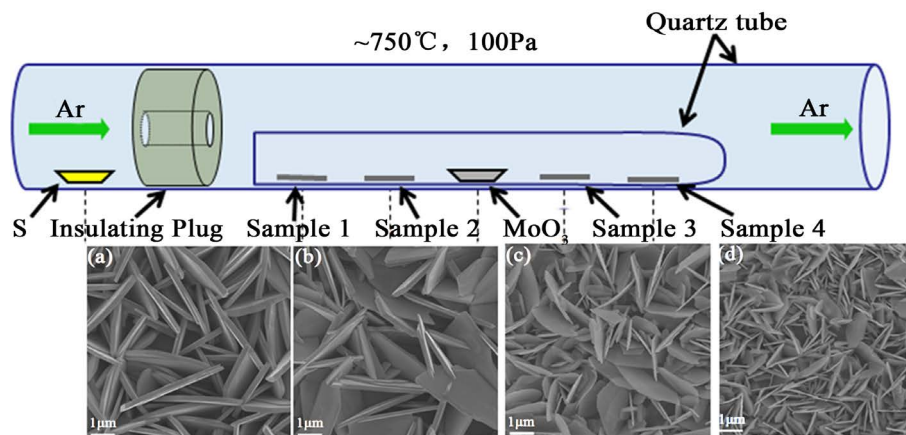 ~750℃，100Pa
Quartz tube
Ar
Ar
S
Insulating Plug
Sample 1
Sample 2
MoO₃
Sample 3
Sample 4
(a)
(b)
(c)
(d)
1μm
1μm
1μm
1μm